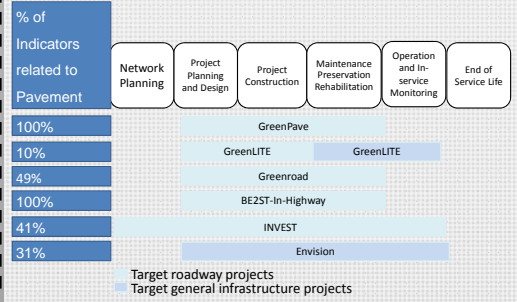 % of
Indicators
related to
Pavement
Network
Planning
Project
Planning
and Design
Project
Construction
Maintenance
Preservation
Rehabilitation
Operation
and In-
service
Monitoring
End of
Service Life
100%
GreenPave
10%
GreenLITE
GreenLITE
49%
Greenroad
100%
BE2ST-In-Highway
41%
INVEST
31%
Envision
Target roadway projects
Target general infrastructure projects